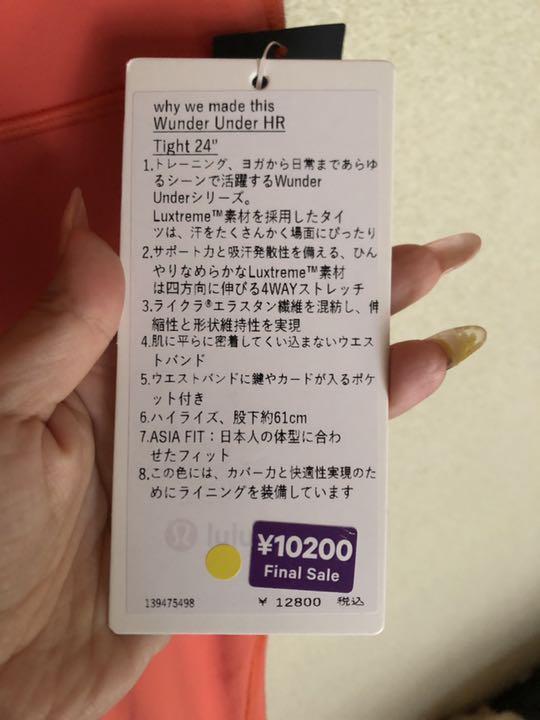 why we made this
Wunder Under HR
Tight 24"
1.トレーニング、ヨガから日常まであらゆ
るシーンで活躍するWunder
Underシリーズ。
Luxtreme™素材を採用したタイ
ツは、汗をたくさんかく場面にぴったり
2.サポート力と吸汗発散性を備える、ひん
やりなめらかなLuxtreme™素材
は四方向に伸びる4WAYストレッチ
3.ライクラ®エラスタン繊維を混紡し、伸
縮性と形状維持性を実現
4.肌に平らに密着してくい込まないウエス
トバンド
5.ウエストバンドに鍵やカードが入るポケ
ット付き
6.ハイライズ、股下約61cm
7.ASIA FIT：日本人の体型に合わ
せたフィット
8.この色には、カバー力と快適性実現のた
めにライニングを装備しています
lulu
¥10200
Final Sale
139475498
¥ 12800 税込